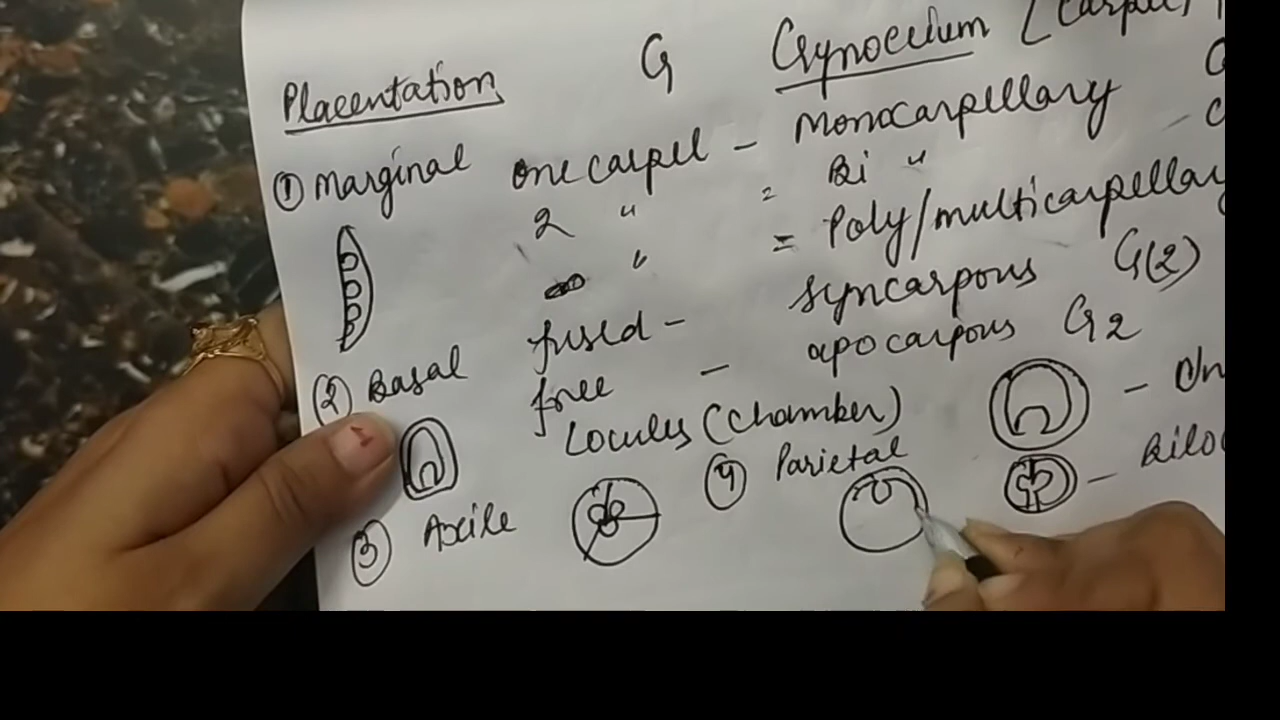 G Gynoecium (Carpel)
Placentation
① Marginal one carpel - Monocarpellary
2 " = Bi "
" = Poly/multicarpellary
fused - syncarpous G(2)
② Basal free - apocarpous G2
Locules (Chamber)
④ Parietal
③ Axile